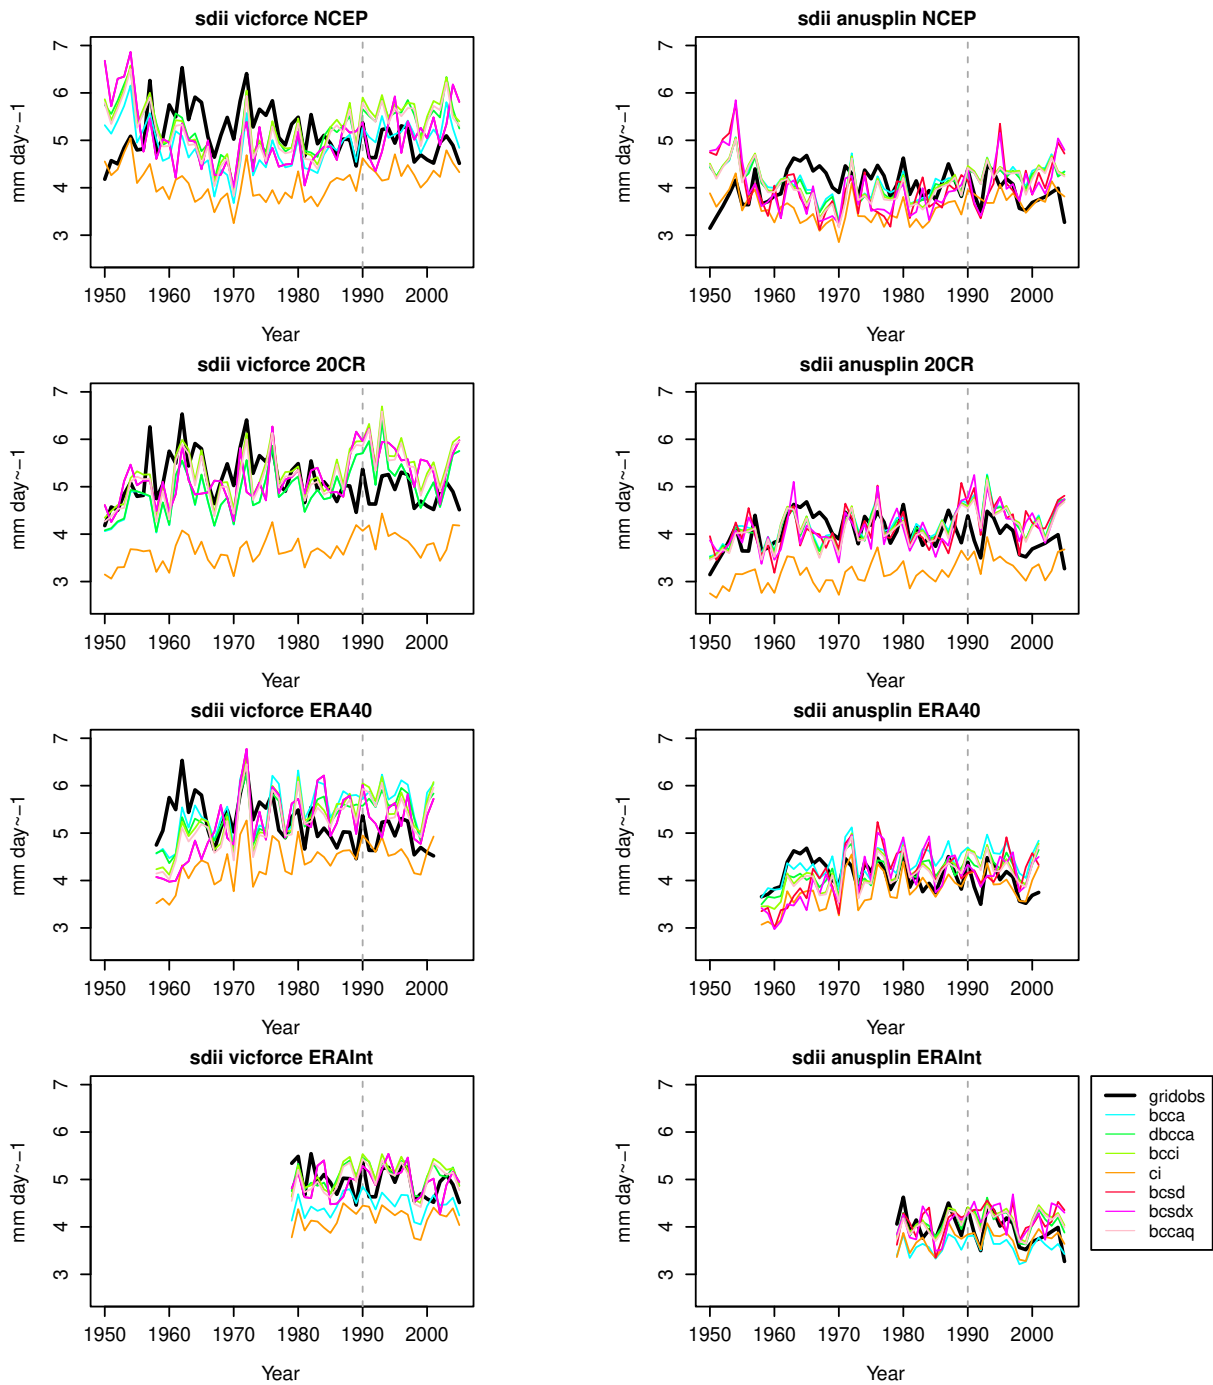 sdii vicforce NCEP
mm day~−1
3 4 5 6 7
1950 1960 1970 1980 1990 2000
Year
sdii anusplin NCEP
mm day~−1
3 4 5 6 7
1950 1960 1970 1980 1990 2000
Year
sdii vicforce 20CR
mm day~−1
3 4 5 6 7
1950 1960 1970 1980 1990 2000
Year
sdii anusplin 20CR
mm day~−1
3 4 5 6 7
1950 1960 1970 1980 1990 2000
Year
sdii vicforce ERA40
mm day~−1
3 4 5 6 7
1950 1960 1970 1980 1990 2000
Year
sdii anusplin ERA40
mm day~−1
3 4 5 6 7
1950 1960 1970 1980 1990 2000
Year
sdii vicforce ERAInt
mm day~−1
3 4 5 6 7
1950 1960 1970 1980 1990 2000
Year
sdii anusplin ERAInt
mm day~−1
3 4 5 6 7
1950 1960 1970 1980 1990 2000
Year
gridobs
bcca
dbcca
bcci
ci
bcsd
bcsdx
bccaq